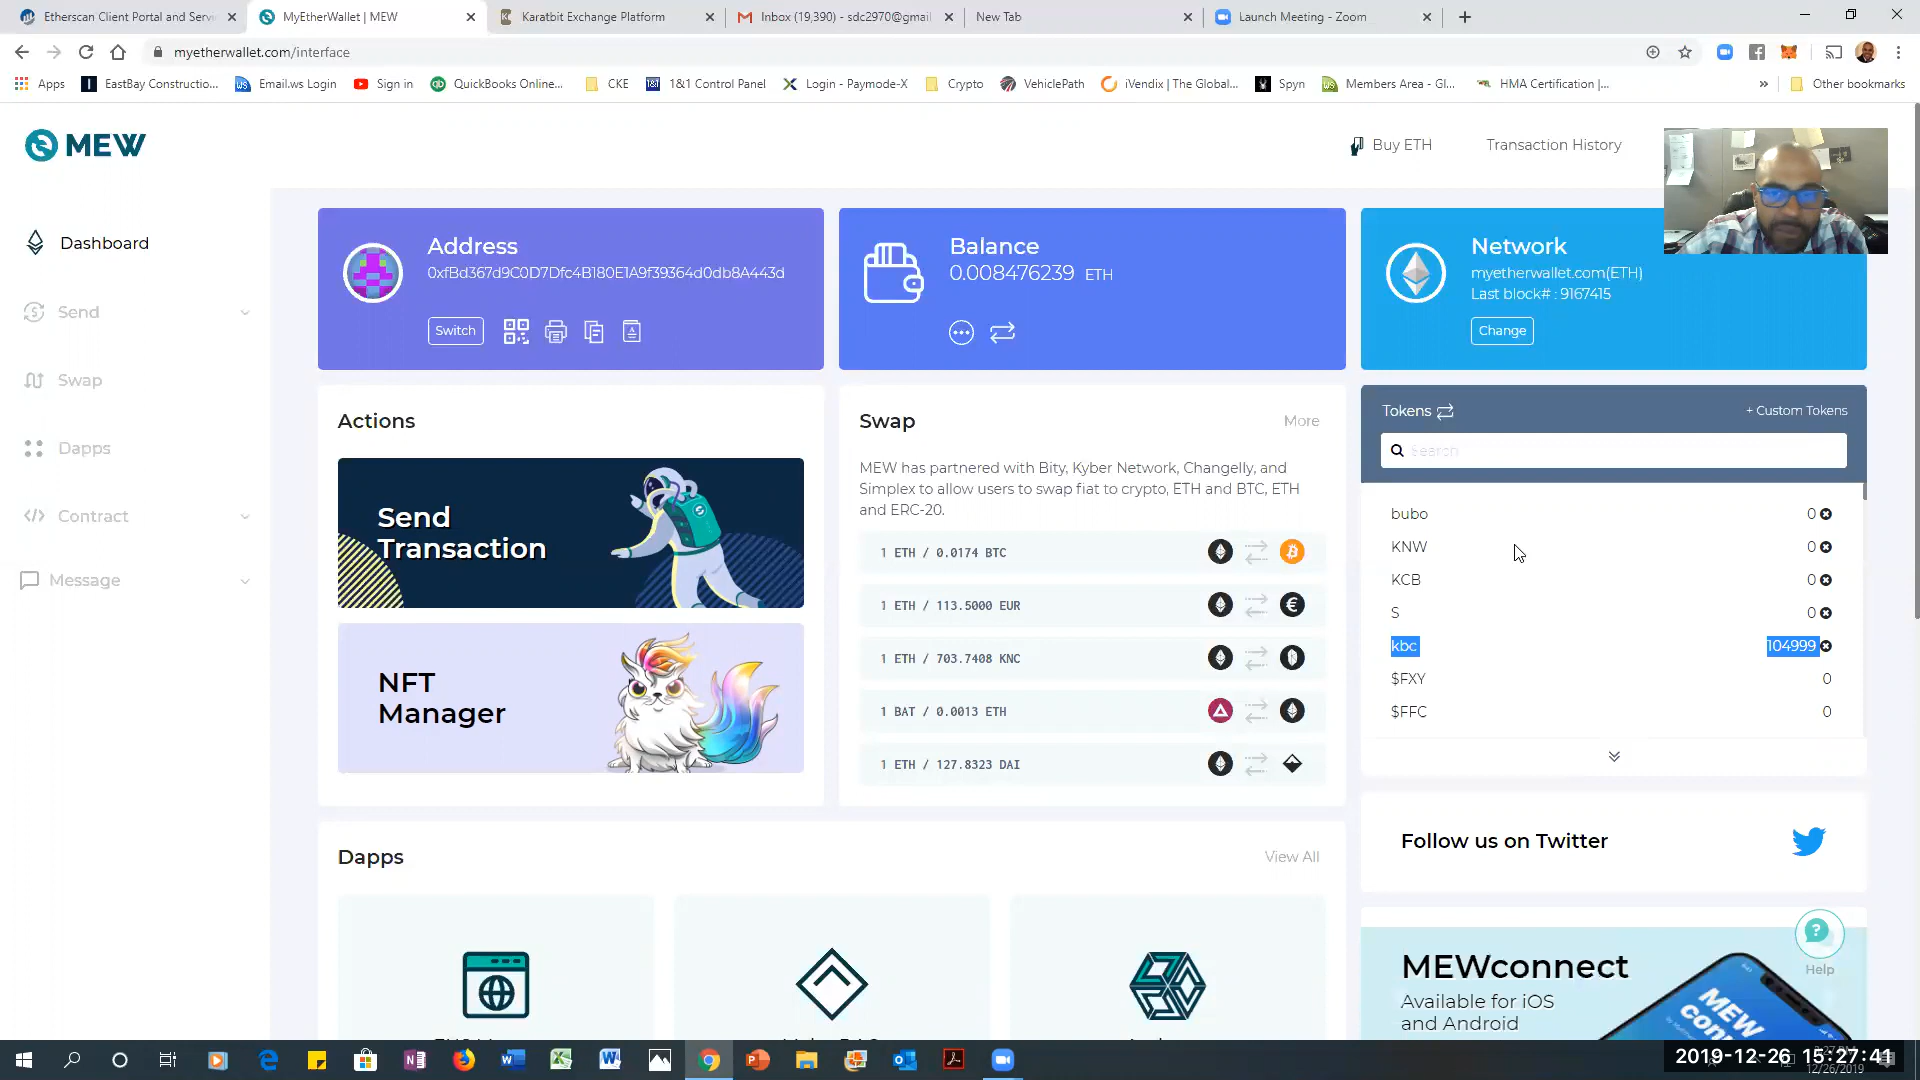 Etherscan Client Portal and Servi
MyEtherWallet | MEW
Karatbit Exchange Platform
Inbox (19,390) - sdc2970@gmail
New Tab
Launch Meeting - Zoom
myetherwallet.com/interface
Apps
EastBay Constructio...
Email.ws Login
Sign in
QuickBooks Online...
CKE
1&1 Control Panel
Login - Paymode-X
Crypto
VehiclePath
iVendix | The Global...
Spyn
Members Area - Gl...
HMA Certification |...
Other bookmarks
MEW
Buy ETH
Transaction History
Dashboard
Send
Swap
Dapps
Contract
Message
Address
0xfBd367d9C0D7Dfc4B180E1A9f39364d0db8A443d
Switch
Balance
0.008476239 ETH
Network
myetherwallet.com(ETH)
Last block# : 9167415
Change
Actions
Send
Transaction
NFT
Manager
Swap
More
MEW has partnered with Bity, Kyber Network, Changelly, and
Simplex to allow users to swap fiat to crypto, ETH and BTC, ETH
and ERC-20.
1 ETH / 0.0174 BTC
1 ETH / 113.5000 EUR
1 ETH / 703.7408 KNC
1 BAT / 0.0013 ETH
1 ETH / 127.8323 DAI
Tokens
+ Custom Tokens
Search
bubo 0
KNW 0
KCB 0
S 0
kbc 104999
$FXY 0
$FFC 0
Follow us on Twitter
Dapps
View All
MEWconnect
Available for iOS
and Android
MEW
Help
2019-12-26 15:27:41
12/26/2019